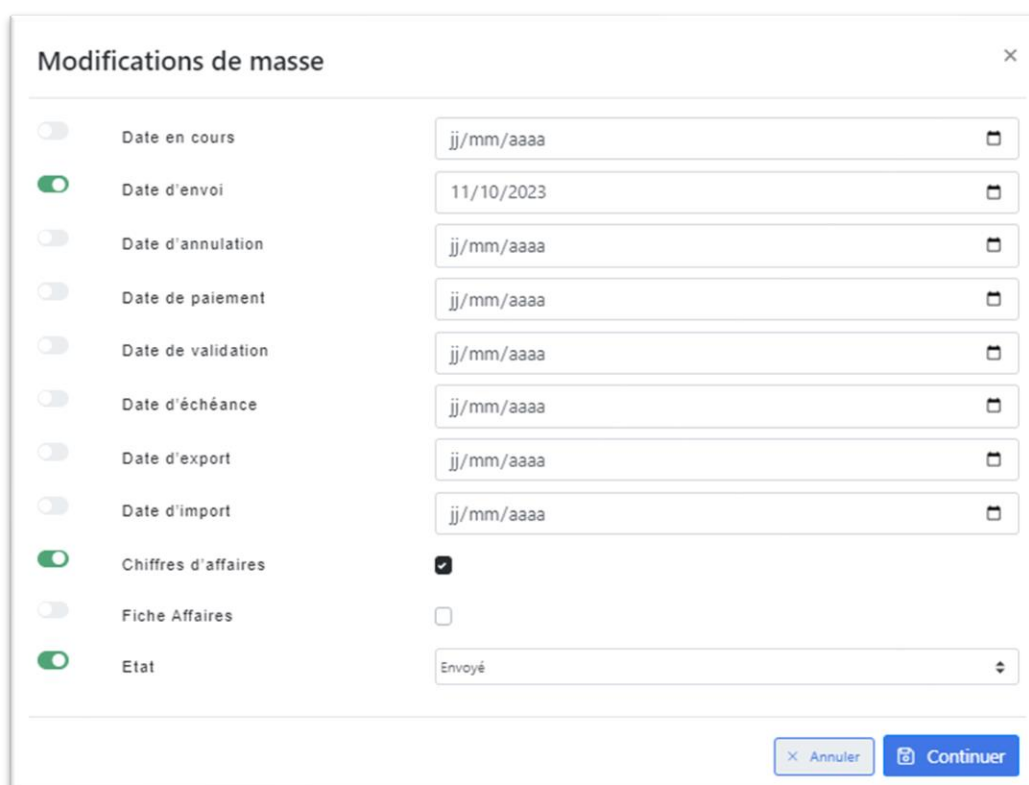 Modifications de masse
Date en cours jj/mm/aaaa
Date d'envoi 11/10/2023
Date d'annulation jj/mm/aaaa
Date de paiement jj/mm/aaaa
Date de validation jj/mm/aaaa
Date d'échéance jj/mm/aaaa
Date d'export jj/mm/aaaa
Date d'import jj/mm/aaaa
Chiffres d'affaires
Fiche Affaires
Etat Envoyé
Annuler Continuer